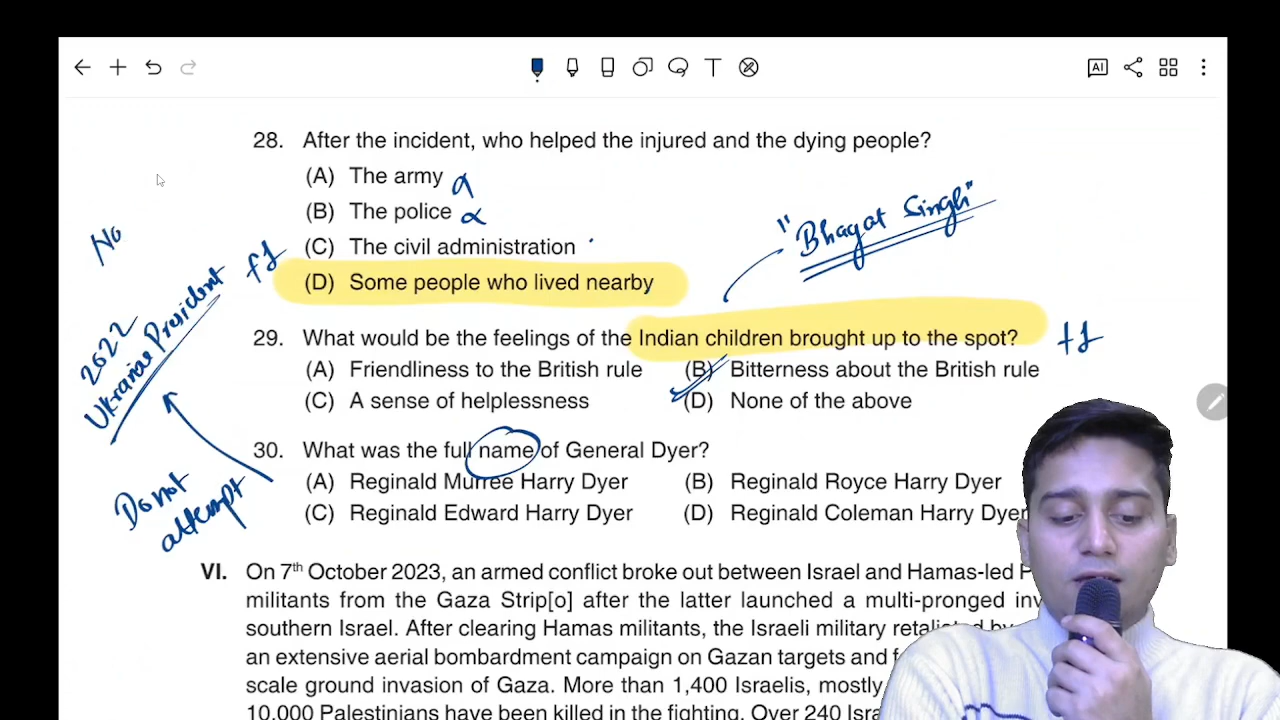 AI
28. After the incident, who helped the injured and the dying people?
(A) The army
(B) The police
(C) The civil administration
(D) Some people who lived nearby
"Bhagat Singh"
No
+1
2022
Ukranae President
29. What would be the feelings of the Indian children brought up to the spot? +1
(A) Friendliness to the British rule (B) Bitterness about the British rule
(C) A sense of helplessness (D) None of the above
30. What was the full name of General Dyer?
(A) Reginald Murree Harry Dyer (B) Reginald Royce Harry Dyer
(C) Reginald Edward Harry Dyer (D) Reginald Coleman Harry Dyer
Do not
attempt
VI. On 7th October 2023, an armed conflict broke out between Israel and Hamas-led
militants from the Gaza Strip[o] after the latter launched a multi-pronged
southern Israel. After clearing Hamas militants, the Israeli military
an extensive aerial bombardment campaign on Gazan targets and
scale ground invasion of Gaza. More than 1,400 Israelis, mostly
10,000 Palestinians have been killed in the fighting. Over 240